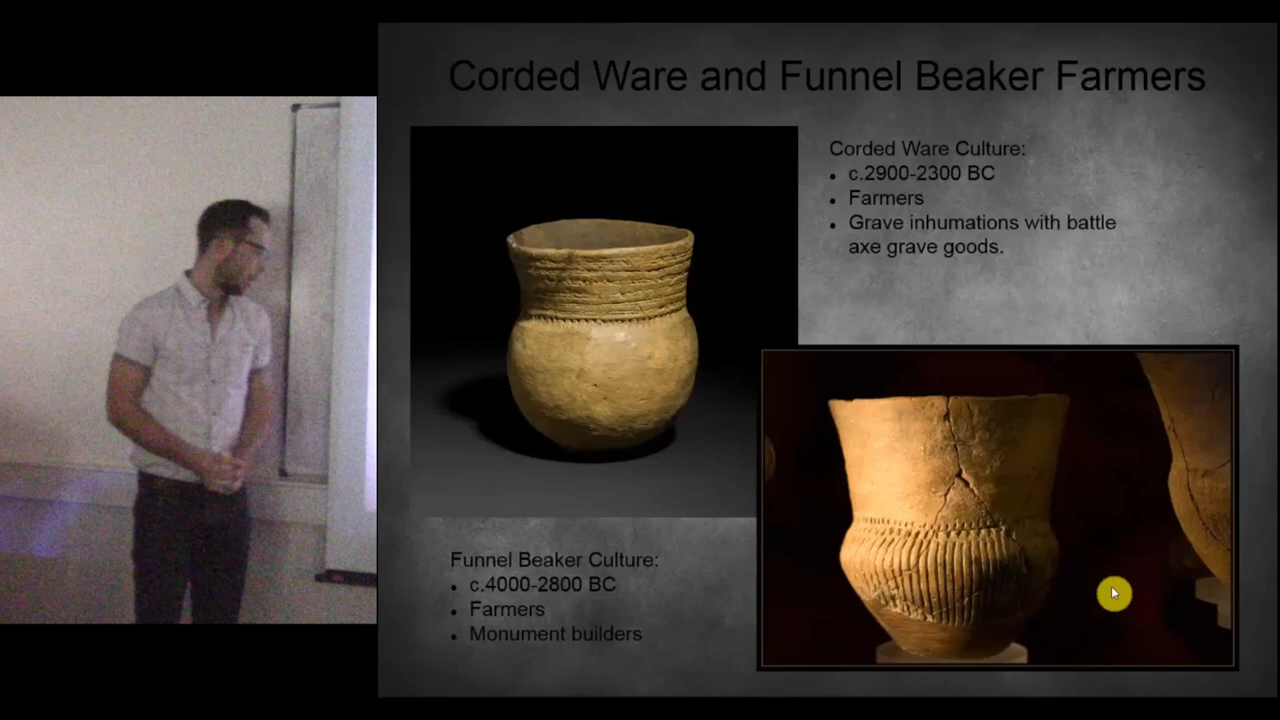 Corded Ware and Funnel Beaker Farmers
Corded Ware Culture:
• c.2900-2300 BC
• Farmers
• Grave inhumations with battle
axe grave goods.
Funnel Beaker Culture:
• c.4000-2800 BC
• Farmers
• Monument builders